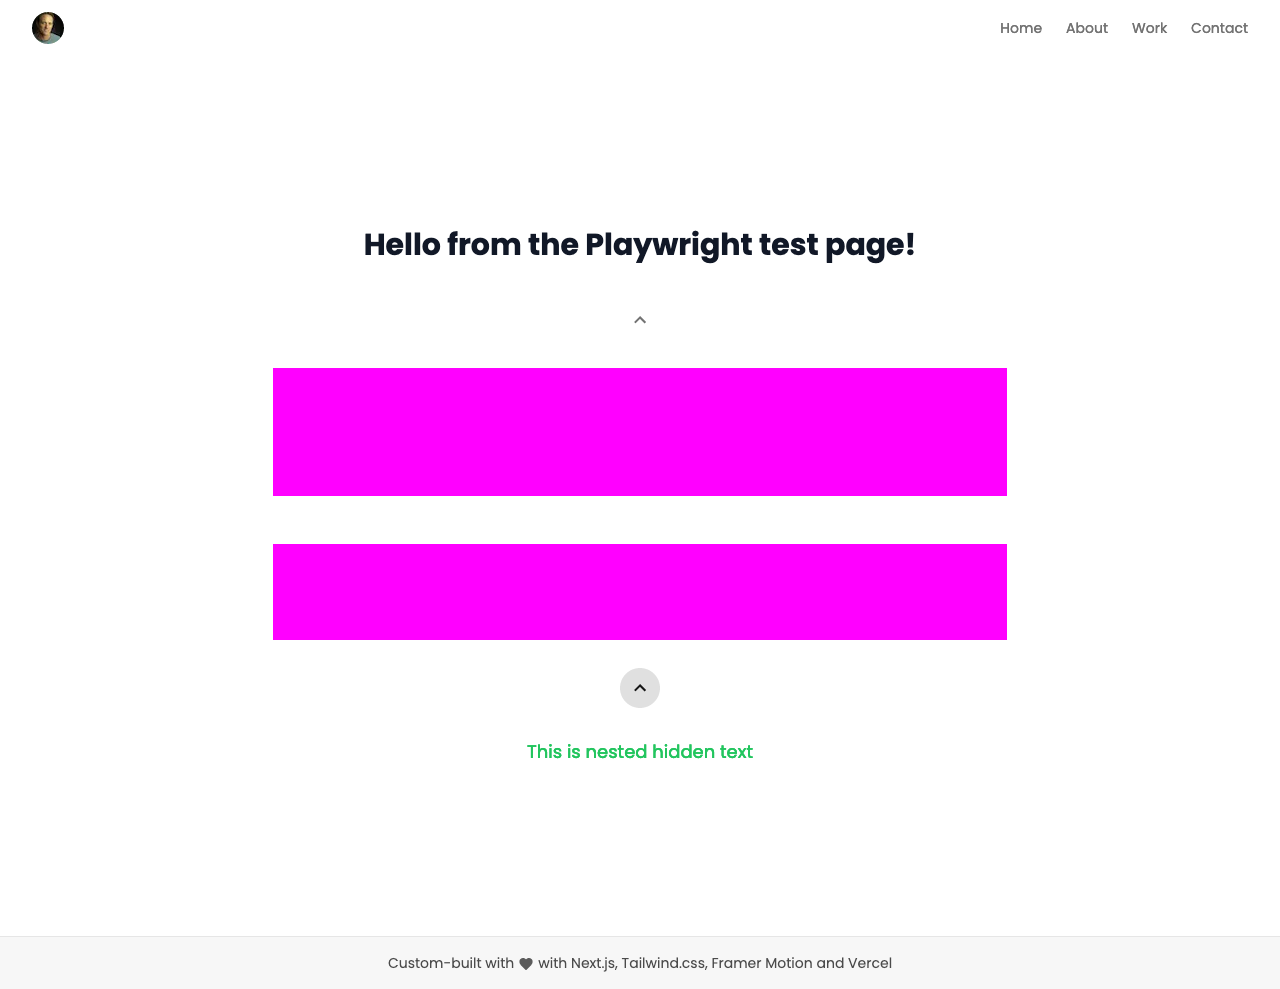 Home About Work Contact
Hello from the Playwright test page!
This is nested hidden text
Custom-built with with Next.js, Tailwind.css, Framer Motion and Vercel